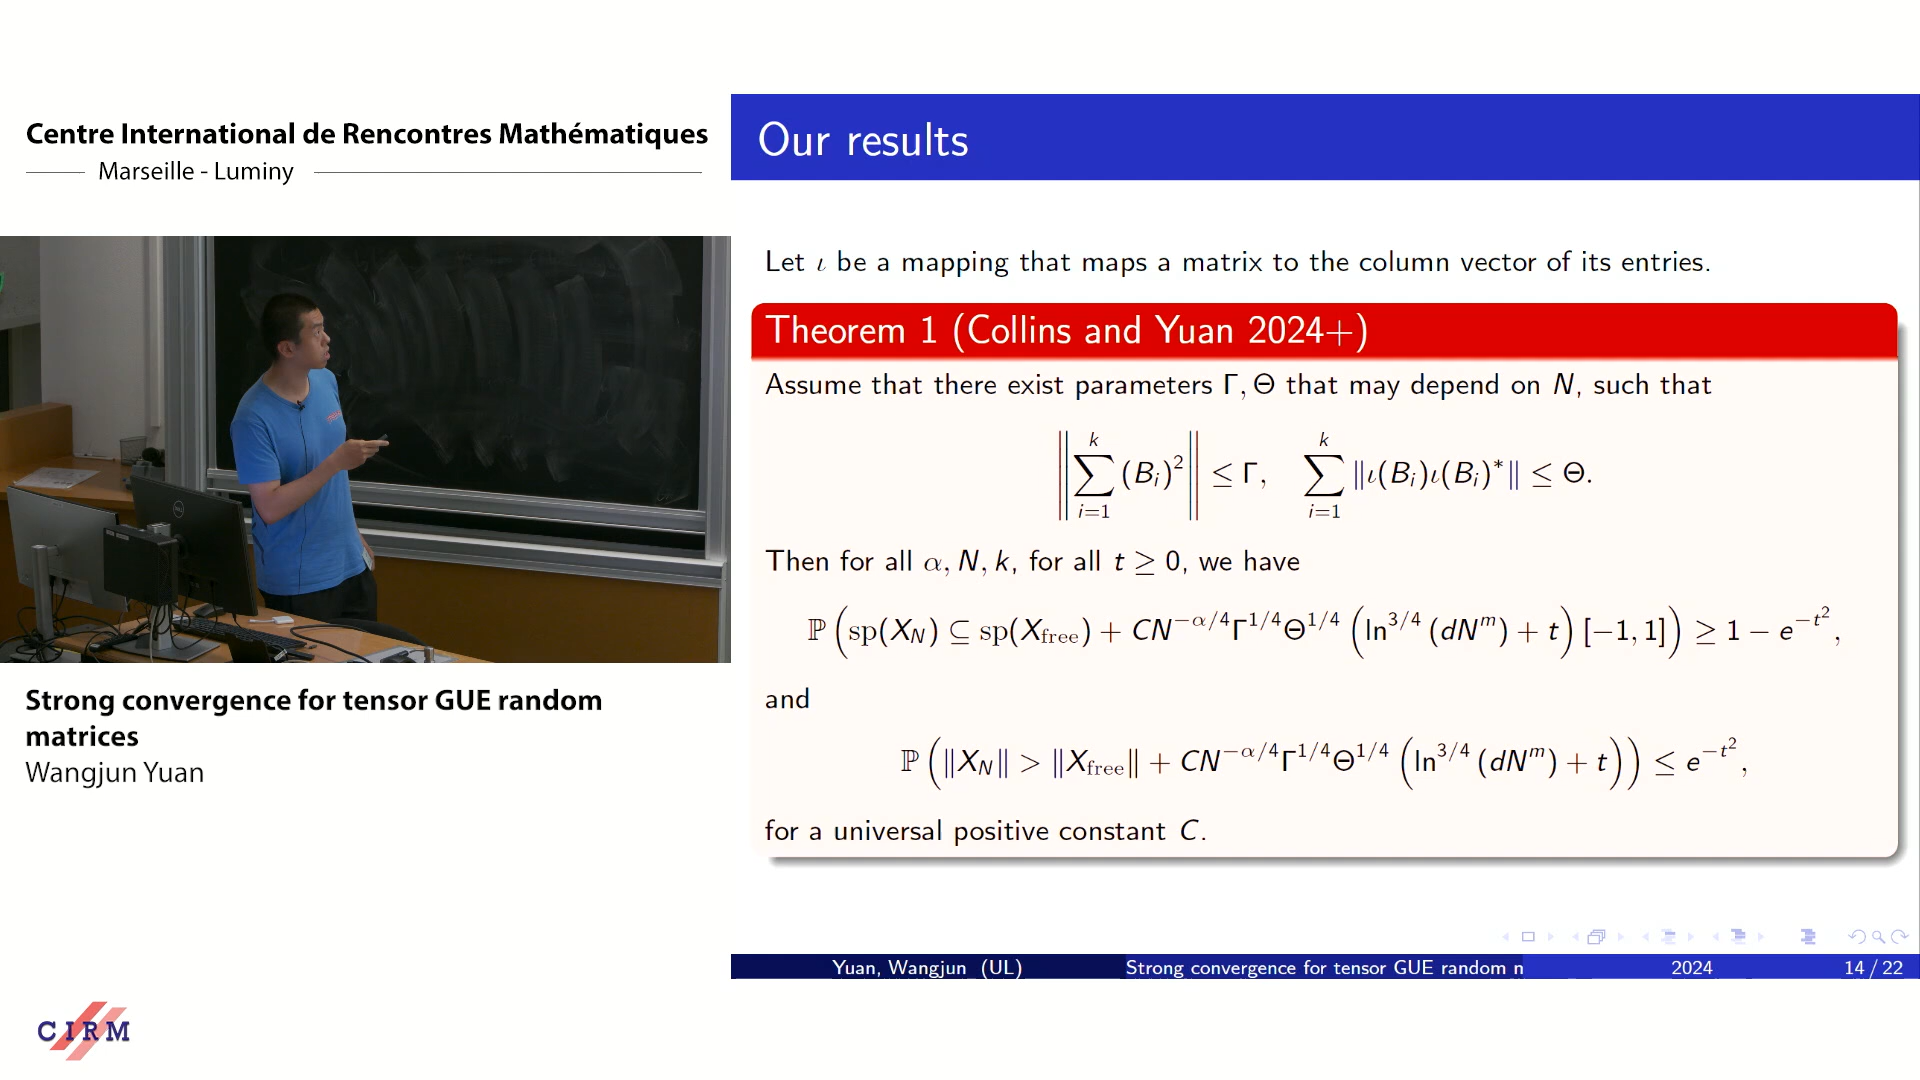 Centre International de Rencontres Mathématiques
Marseille - Luminy
Strong convergence for tensor GUE random
matrices
Wangjun Yuan
CIRM
Our results
Let ι be a mapping that maps a matrix to the column vector of its entries.
Theorem 1 (Collins and Yuan 2024+)
Assume that there exist parameters Γ, Θ that may depend on N, such that
‖∑_{i=1}^{k} (B_i)^2‖ ≤ Γ, ∑_{i=1}^{k} ‖ι(B_i)ι(B_i)^*‖ ≤ Θ.
Then for all α, N, k, for all t ≥ 0, we have
ℙ(sp(X_N) ⊆ sp(X_free) + CN^{−α/4}Γ^{1/4}Θ^{1/4}(ln^{3/4}(dN^m) + t)[−1, 1]) ≥ 1 − e^{−t^2},
and
ℙ(‖X_N‖ > ‖X_free‖ + CN^{−α/4}Γ^{1/4}Θ^{1/4}(ln^{3/4}(dN^m) + t)) ≤ e^{−t^2},
for a universal positive constant C.
Yuan, Wangjun (UL) Strong convergence for tensor GUE random m 2024 14 / 22